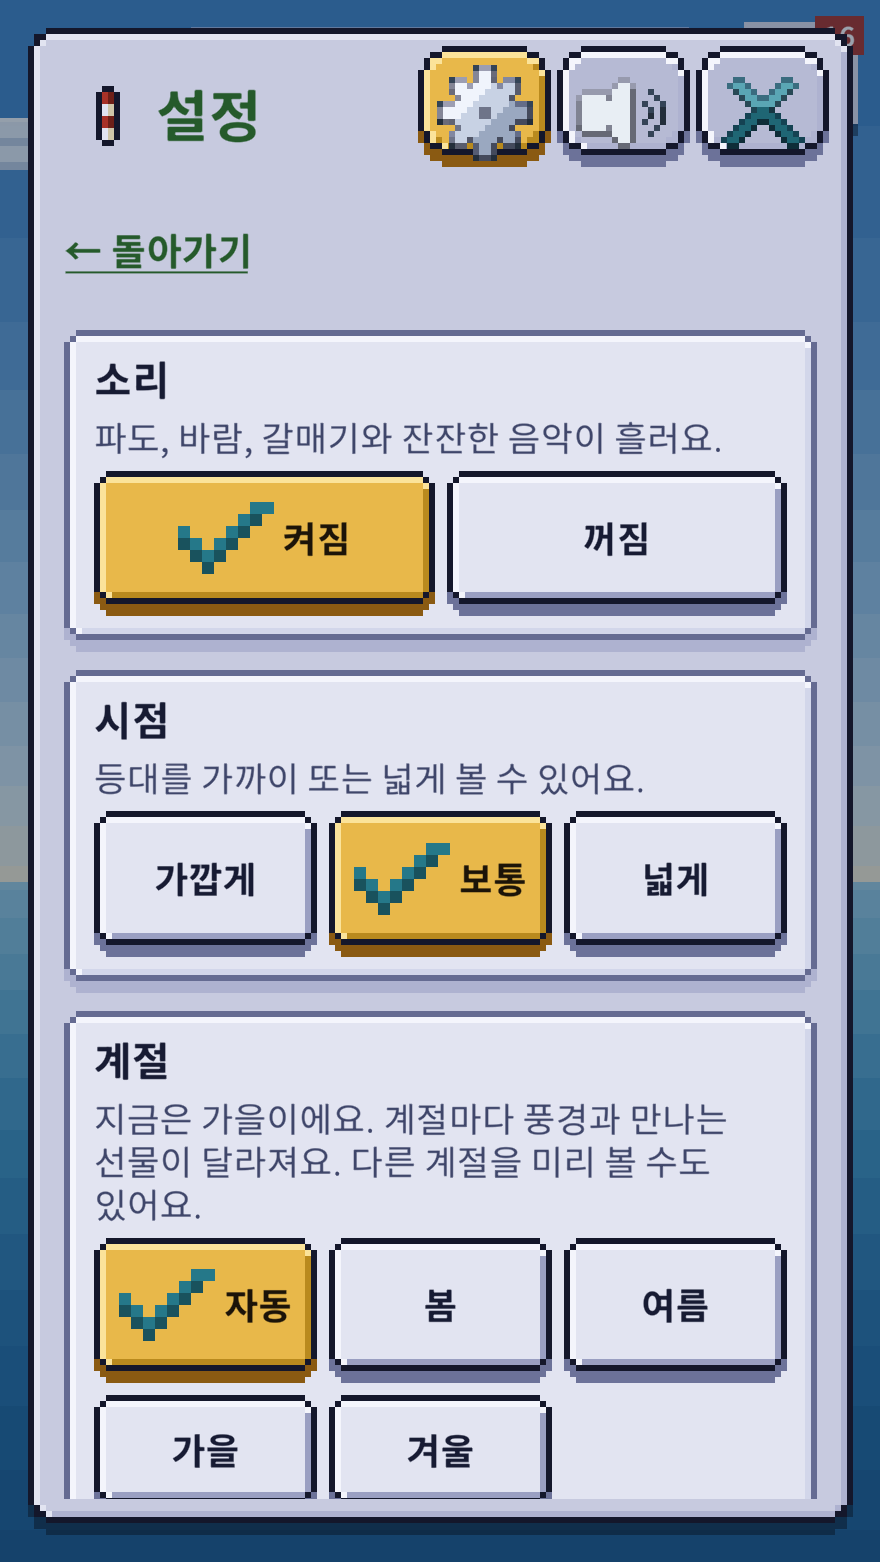 16
설정
← 돌아가기
소리
파도, 바람, 갈매기와 잔잔한 음악이 흘러요.
켜짐
꺼짐
시점
등대를 가까이 또는 넓게 볼 수 있어요.
가깝게
보통
넓게
계절
지금은 가을이에요. 계절마다 풍경과 만나는
선물이 달라져요. 다른 계절을 미리 볼 수도
있어요.
자동
봄
여름
가을
겨울